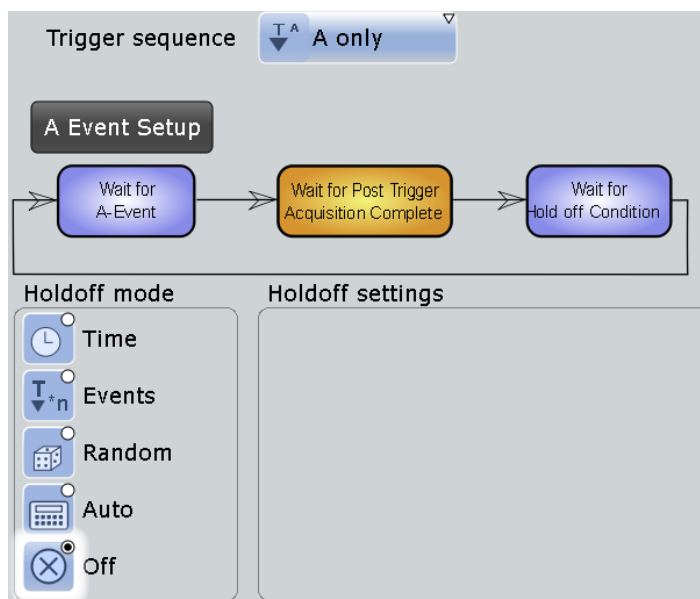 Trigger sequence
T A A only
A Event Setup
Wait for
A-Event
Wait for Post Trigger
Acquisition Complete
Wait for
Hold off Condition
Holdoff mode
Holdoff settings
Time
T *n Events
Random
Auto
Off